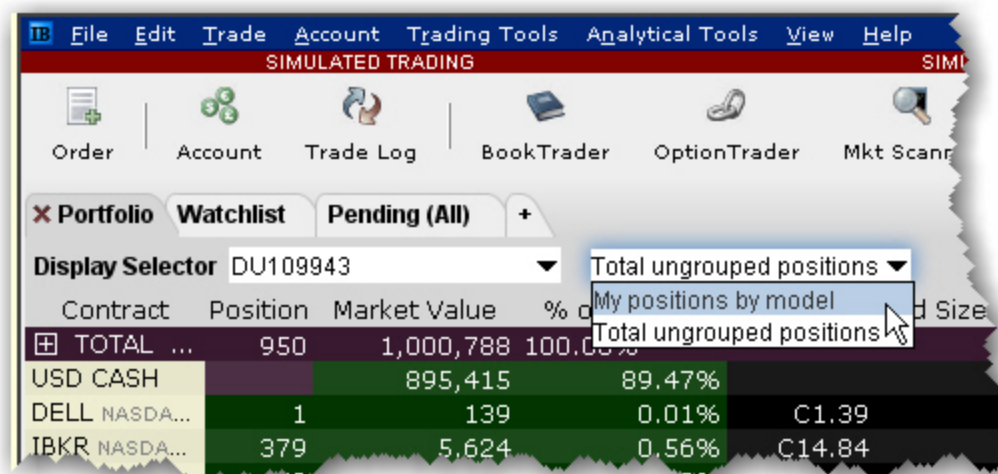 IB File Edit Trade Account Trading Tools Analytical Tools View Help
SIMULATED TRADING SIMU
Order Account Trade Log BookTrader OptionTrader Mkt Scann
Portfolio Watchlist Pending (All) +
Display Selector DU109943 Total ungrouped positions
Contract Position Market Value % o d Size
My positions by model
Total ungrouped positions
TOTAL ... 950 1,000,788 100.00%
USD CASH 895,415 89.47%
DELL NASDA... 1 139 0.01% C1.39
IBKR NASDA... 379 5,624 0.56% C14.84